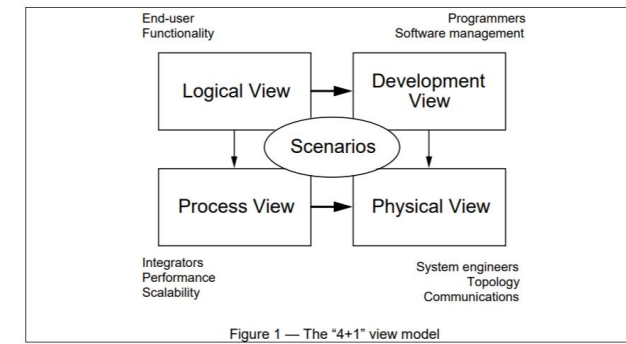 End-user
Functionality
Programmers
Software management
Logical View
Development
View
Scenarios
Process View
Physical View
Integrators
Performance
Scalability
System engineers
Topology
Communications
Figure 1 — The “4+1” view model